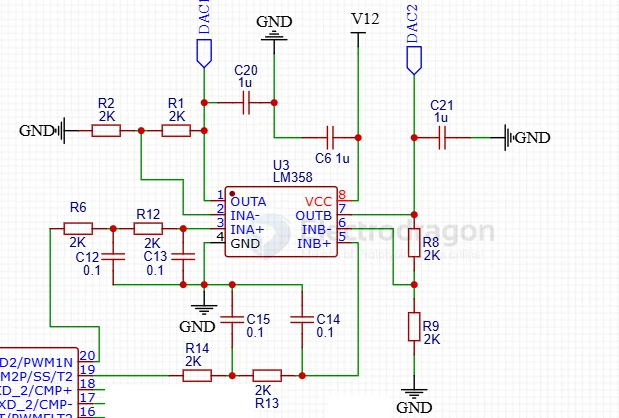 DAC1
DAC2
GND
V12
C20
1u
R2
2K
R1
2K
C21
1u
GND
GND
C6 1u
U3
LM358
1 OUTA
VCC 8
2 INA-
OUTB 7
3 INA+
INB- 6
4 GND
INB+ 5
R6
2K
R12
2K
C12
0.1
C13
0.1
R8
2K
GND
C15
0.1
C14
0.1
R9
2K
R14
2K
2K
R13
GND
D2/PWM1N 20
M2P/SS/T2 19
XD_2/CMP+ 18
XD_2/CMP- 17
16